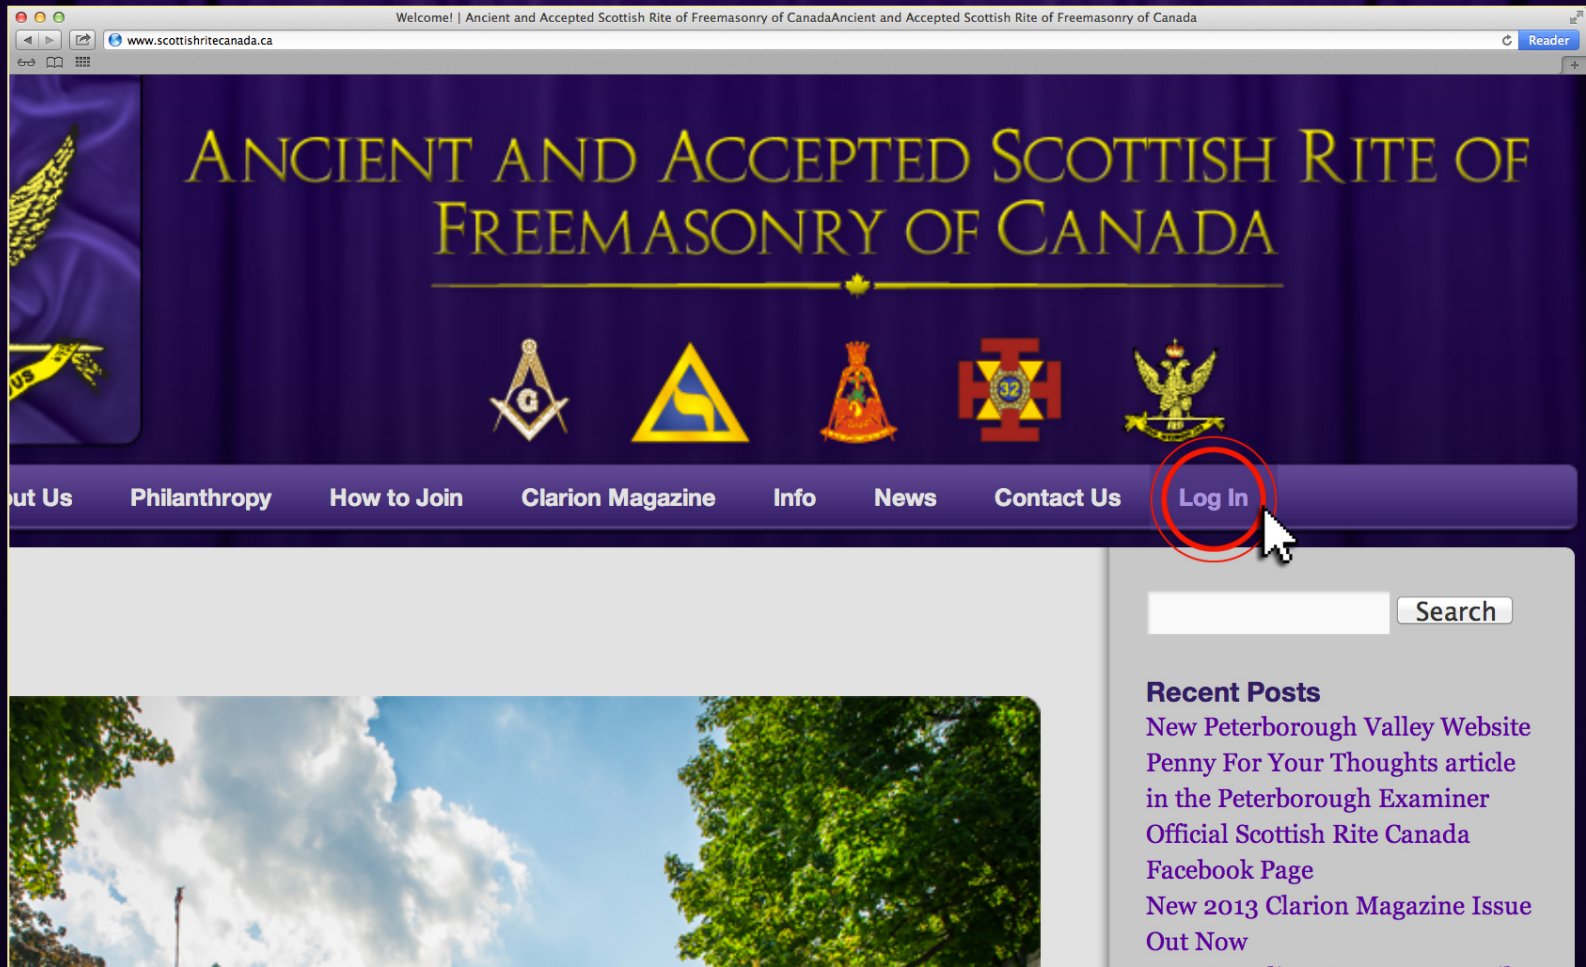 Welcome! | Ancient and Accepted Scottish Rite of Freemasonry of CanadaAncient and Accepted Scottish Rite of Freemasonry of Canada
www.scottishritecanada.ca
Reader
ANCIENT AND ACCEPTED SCOTTISH RITE OF
FREEMASONRY OF CANADA
US
G
32
out Us Philanthropy How to Join Clarion Magazine Info News Contact Us Log In
Search
Recent Posts
New Peterborough Valley Website
Penny For Your Thoughts article
in the Peterborough Examiner
Official Scottish Rite Canada
Facebook Page
New 2013 Clarion Magazine Issue
Out Now